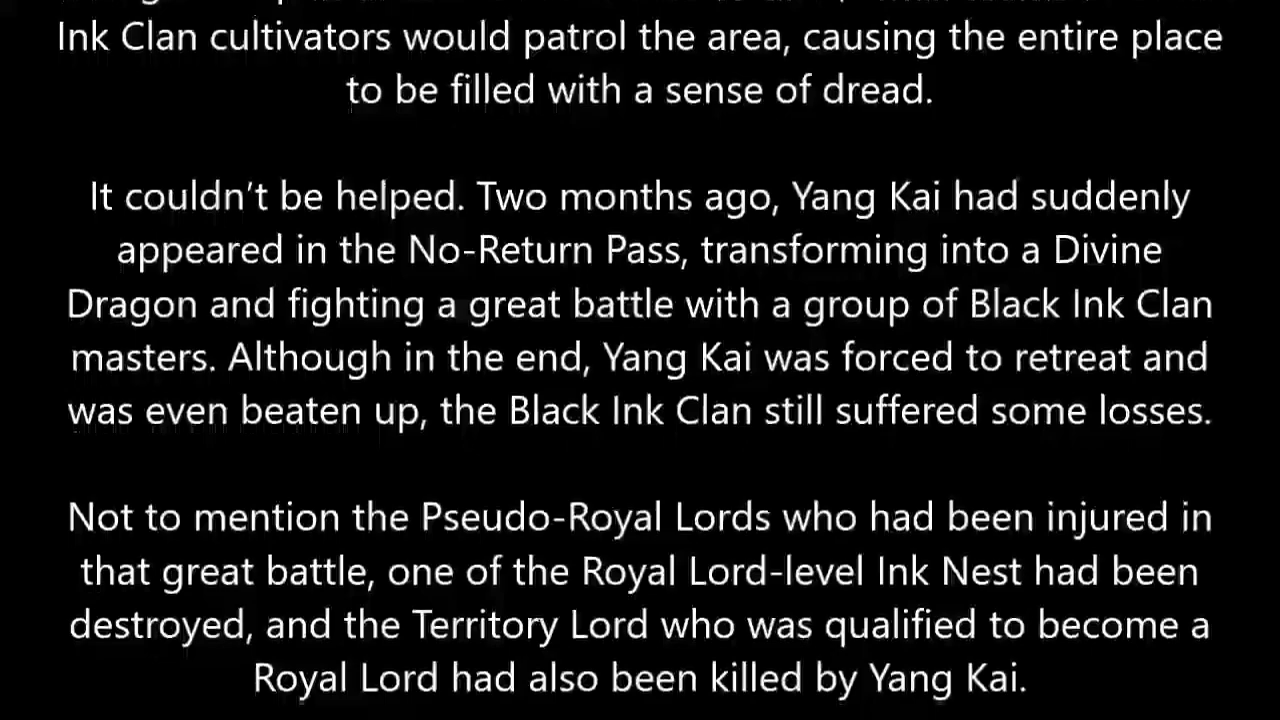 Ink Clan cultivators would patrol the area, causing the entire place
to be filled with a sense of dread.
It couldn’t be helped. Two months ago, Yang Kai had suddenly
appeared in the No-Return Pass, transforming into a Divine
Dragon and fighting a great battle with a group of Black Ink Clan
masters. Although in the end, Yang Kai was forced to retreat and
was even beaten up, the Black Ink Clan still suffered some losses.
Not to mention the Pseudo-Royal Lords who had been injured in
that great battle, one of the Royal Lord-level Ink Nest had been
destroyed, and the Territory Lord who was qualified to become a
Royal Lord had also been killed by Yang Kai.